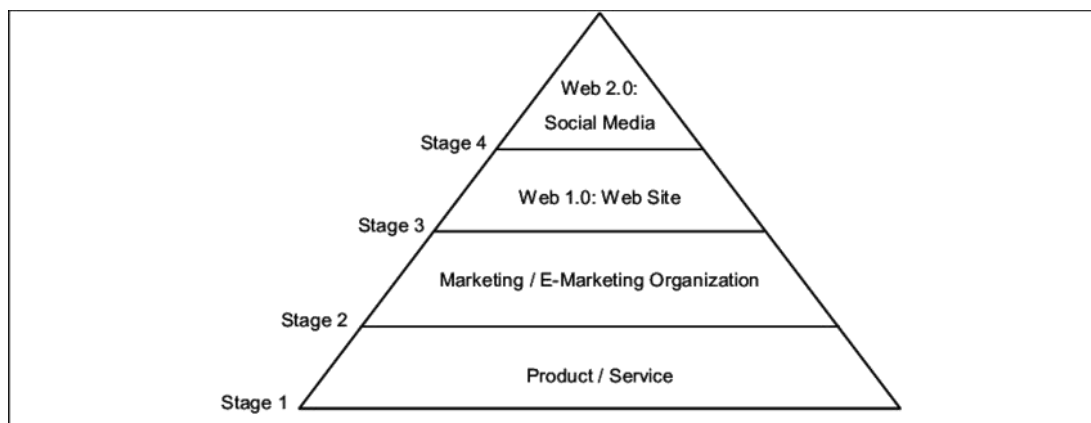 Web 2.0:
Social Media
Stage 4
Web 1.0: Web Site
Stage 3
Marketing / E-Marketing Organization
Stage 2
Product / Service
Stage 1